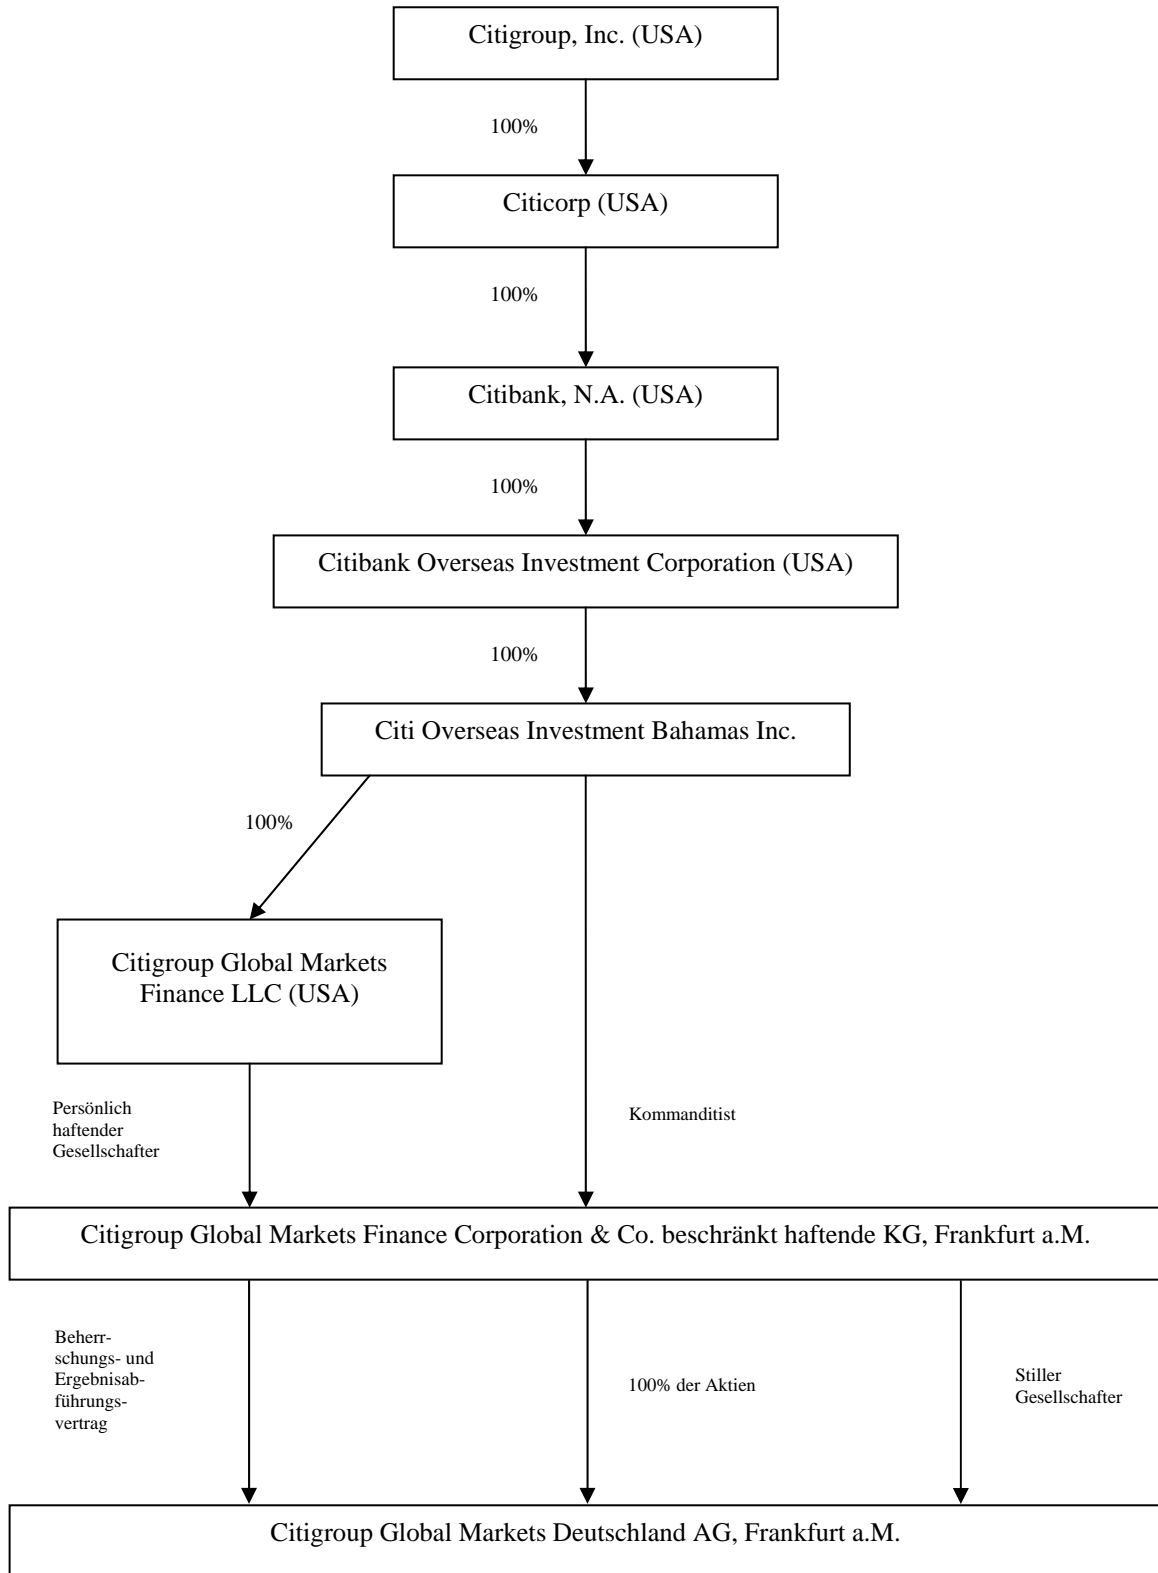 Citigroup, Inc. (USA)
100%
Citicorp (USA)
100%
Citibank, N.A. (USA)
100%
Citibank Overseas Investment Corporation (USA)
100%
Citi Overseas Investment Bahamas Inc.
100%
Citigroup Global Markets
Finance LLC (USA)
Persönlich
haftender
Gesellschafter
Kommanditist
Citigroup Global Markets Finance Corporation & Co. beschränkt haftende KG, Frankfurt a.M.
Beherr-
schungs- und
Ergebnisab-
führungs-
vertrag
100% der Aktien
Stiller
Gesellschafter
Citigroup Global Markets Deutschland AG, Frankfurt a.M.